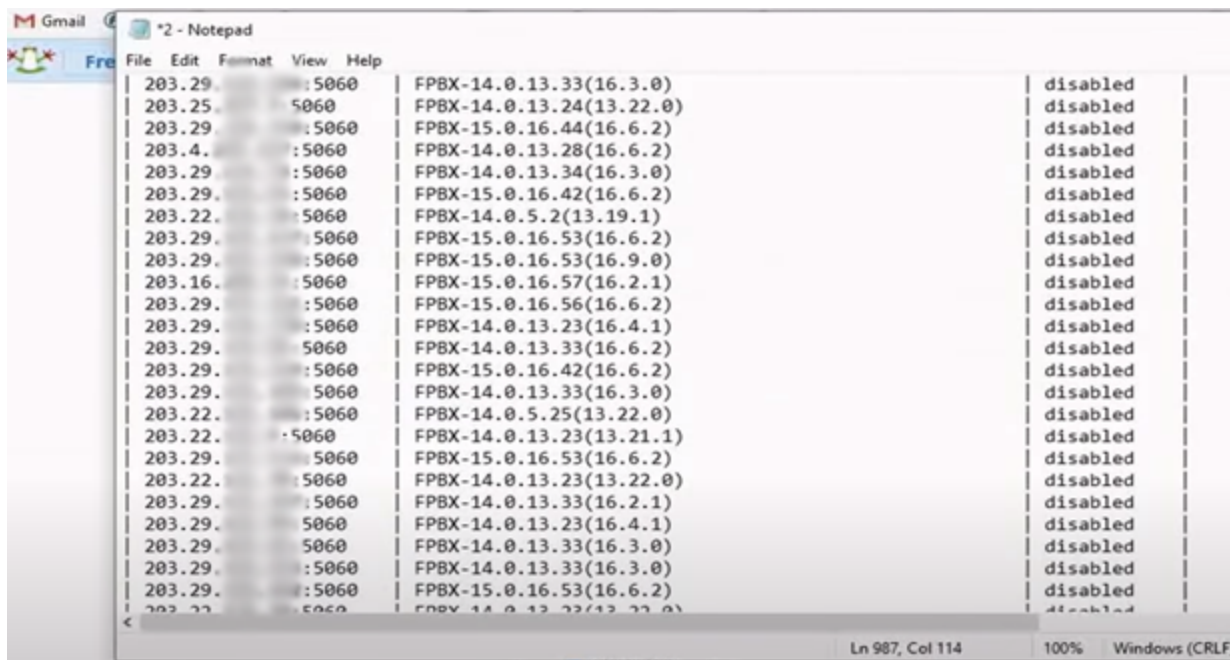 Gmail
*2 - Notepad
Fre
File Edit Format View Help
| 203.29. :5060 | FPBX-14.0.13.33(16.3.0) | disabled |
| 203.25 5060 | FPBX-14.0.13.24(13.22.0) | disabled |
| 203.29 :5060 | FPBX-15.0.16.44(16.6.2) | disabled |
| 203.4. :5060 | FPBX-14.0.13.28(16.6.2) | disabled |
| 203.29 :5060 | FPBX-14.0.13.34(16.3.0) | disabled |
| 203.29. :5060 | FPBX-15.0.16.42(16.6.2) | disabled |
| 203.22. :5060 | FPBX-14.0.5.2(13.19.1) | disabled |
| 203.29. :5060 | FPBX-15.0.16.53(16.6.2) | disabled |
| 203.29. :5060 | FPBX-15.0.16.53(16.9.0) | disabled |
| 203.16. :5060 | FPBX-15.0.16.57(16.2.1) | disabled |
| 203.29. :5060 | FPBX-15.0.16.56(16.6.2) | disabled |
| 203.29. :5060 | FPBX-14.0.13.23(16.4.1) | disabled |
| 203.29. 5060 | FPBX-14.0.13.33(16.6.2) | disabled |
| 203.29. :5060 | FPBX-15.0.16.42(16.6.2) | disabled |
| 203.29. :5060 | FPBX-14.0.13.33(16.3.0) | disabled |
| 203.22. :5060 | FPBX-14.0.5.25(13.22.0) | disabled |
| 203.22. :5060 | FPBX-14.0.13.23(13.21.1) | disabled |
| 203.29. 5060 | FPBX-15.0.16.53(16.6.2) | disabled |
| 203.22. :5060 | FPBX-14.0.13.23(13.22.0) | disabled |
| 203.29. :5060 | FPBX-14.0.13.33(16.2.1) | disabled |
| 203.29. 5060 | FPBX-14.0.13.23(16.4.1) | disabled |
| 203.29. 5060 | FPBX-14.0.13.33(16.3.0) | disabled |
| 203.29. :5060 | FPBX-14.0.13.33(16.3.0) | disabled |
| 203.29. :5060 | FPBX-15.0.16.53(16.6.2) | disabled |
| 203.22 :5060 | FPBX-14.0.13.23(13.22.0) | disabled |
Ln 987, Col 114 100% Windows (CRLF